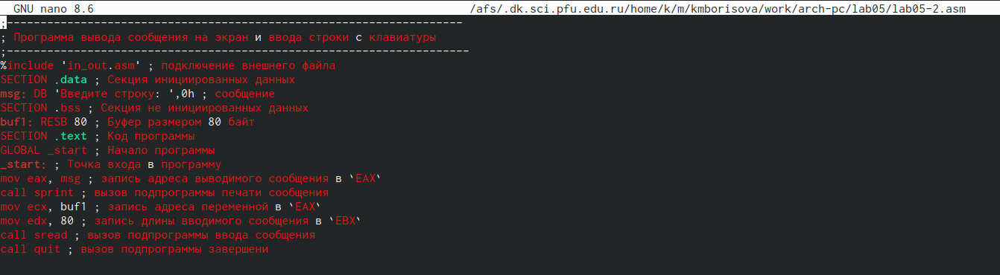 GNU nano 8.6 /afs/.dk.sci.pfu.edu.ru/home/k/m/kmborisova/work/arch-pc/lab05/lab05-2.asm
;--------------------------------------------------------------------
; Программа вывода сообщения на экран и ввода строки с клавиатуры
;---------------------------------------------------------------------
%include 'in_out.asm' ; подключение внешнего файла
SECTION .data ; Секция инициированных данных
msg: DB 'Введите строку: ',0h ; сообщение
SECTION .bss ; Секция не инициированных данных
buf1: RESB 80 ; Буфер размером 80 байт
SECTION .text ; Код программы
GLOBAL _start ; Начало программы
_start: ; Точка входа в программу
mov eax, msg ; запись адреса выводимого сообщения в `EAX`
call sprint ; вызов подпрограммы печати сообщения
mov ecx, buf1 ; запись адреса переменной в `EAX`
mov edx, 80 ; запись длины вводимого сообщения в `EBX`
call sread ; вызов подпрограммы ввода сообщения
call quit ; вызов подпрограммы завершени